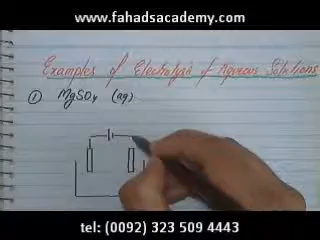 www.fahadsacademy.com
Examples of Electrolysis of Aqueous Solutions
① MgSO4 (aq)
tel: (0092) 323 509 4443